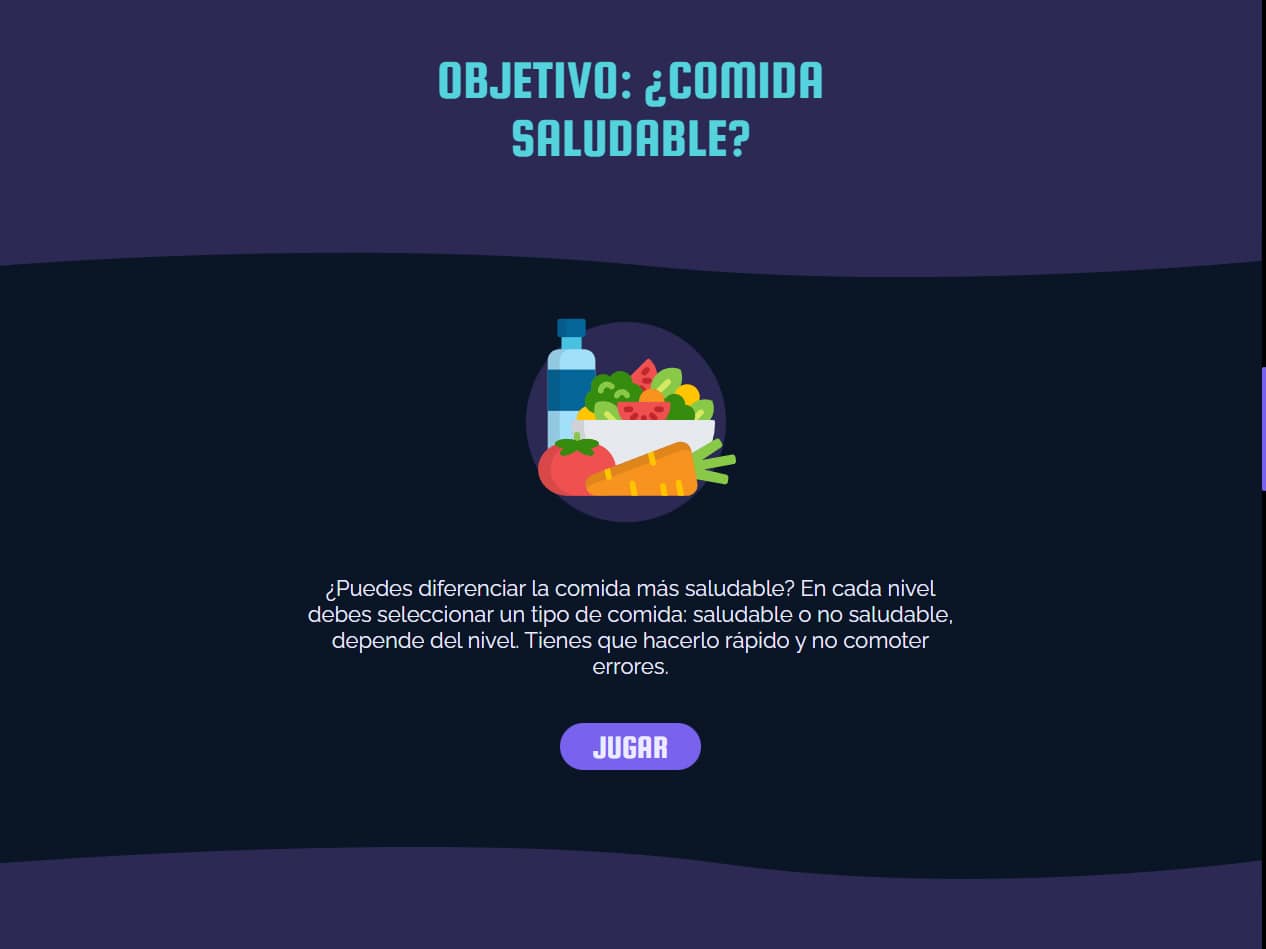 OBJETIVO: ¿COMIDA
SALUDABLE?
¿Puedes diferenciar la comida más saludable? En cada nivel
debes seleccionar un tipo de comida: saludable o no saludable,
depende del nivel. Tienes que hacerlo rápido y no comoter
errores.
JUGAR